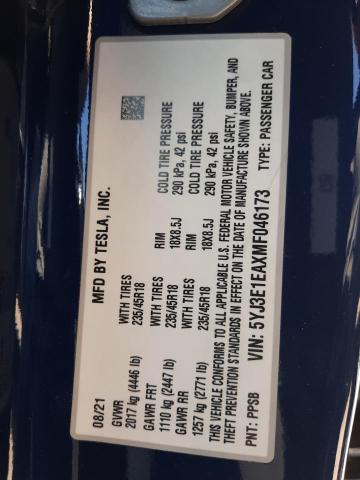 MFD BY TESLA, INC.
08/21
GVWR
2017 kg (4446 lb)
GAWR FRT WITH TIRES RIM COLD TIRE PRESSURE
1110 kg (2447 lb) 235/45R18 18X8.5J 290 kPa, 42 psi
GAWR RR WITH TIRES RIM COLD TIRE PRESSURE
1257 kg (2771 lb) 235/45R18 18X8.5J 290 kPa, 42 psi
THIS VEHICLE CONFORMS TO ALL APPLICABLE U.S. FEDERAL MOTOR VEHICLE SAFETY, BUMPER, AND
THEFT PREVENTION STANDARDS IN EFFECT ON THE DATE OF MANUFACTURE SHOWN ABOVE.
PNT: PPSB VIN: 5YJ3E1EAXMF046173 TYPE: PASSENGER CAR